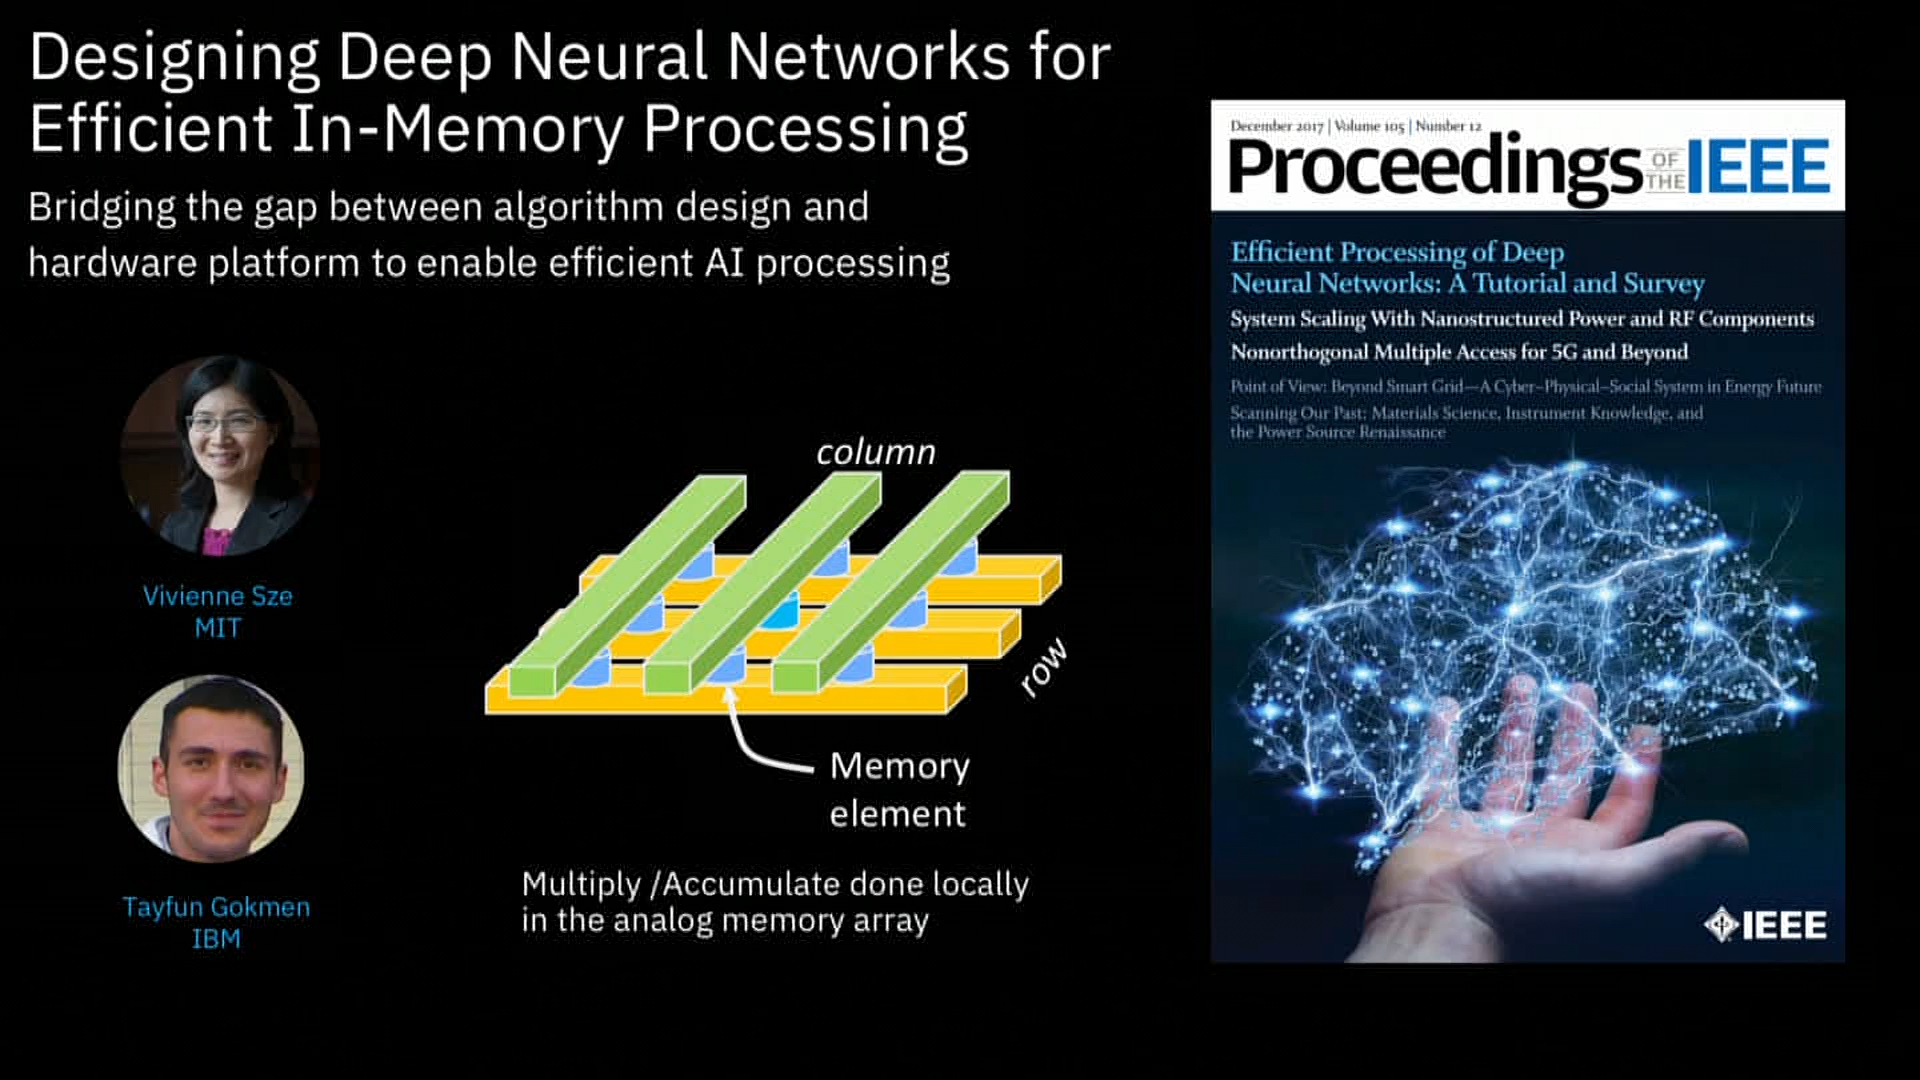 Designing Deep Neural Networks for
Efficient In-Memory Processing
Bridging the gap between algorithm design and
hardware platform to enable efficient AI processing
Vivienne Sze
MIT
Tayfun Gokmen
IBM
column
row
Memory
element
Multiply /Accumulate done locally
in the analog memory array
December 2017 | Volume 105 | Number 12
Proceedings OF THE IEEE
Efficient Processing of Deep
Neural Networks: A Tutorial and Survey
System Scaling With Nanostructured Power and RF Components
Nonorthogonal Multiple Access for 5G and Beyond
Point of View: Beyond Smart Grid—A Cyber–Physical–Social System in Energy Future
Scanning Our Past: Materials Science, Instrument Knowledge, and
the Power Source Renaissance
IEEE